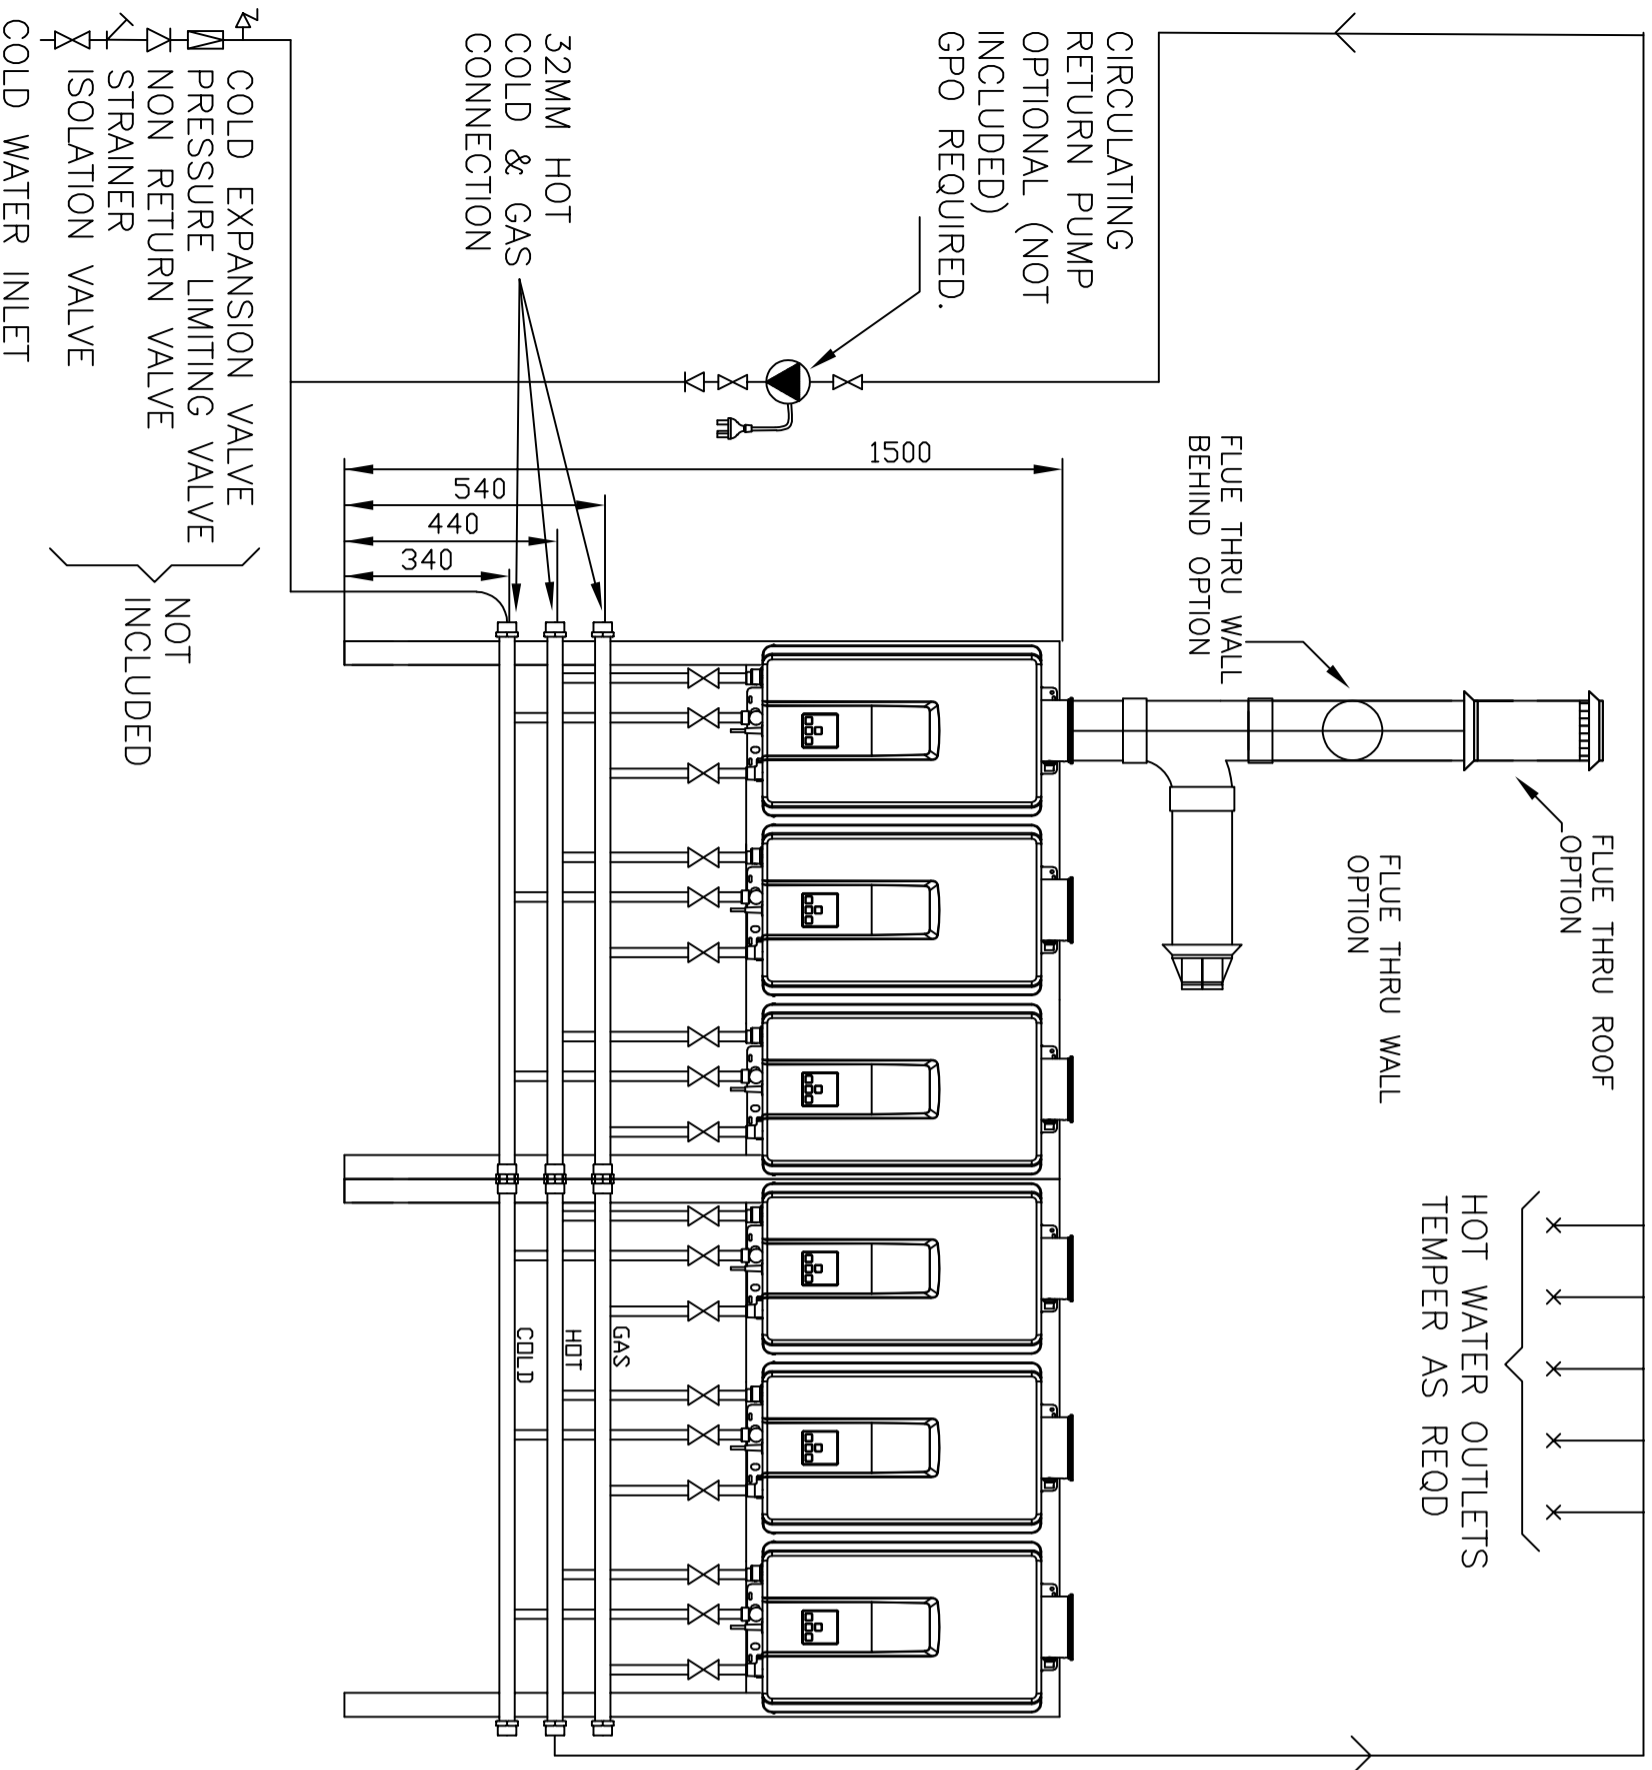 FLUE THRU ROOF
OPTION
FLUE THRU WALL
OPTION
FLUE THRU WALL
BEHIND OPTION
HOT WATER OUTLETS
TEMPER AS REQD
CIRCULATING
RETURN PUMP
OPTIONAL (NOT
INCLUDED)
GPO REQUIRED.
1500
540
440
340
32MM HOT
COLD & GAS
CONNECTION
GAS
HOT
COLD
COLD EXPANSION VALVE
PRESSURE LIMITING VALVE
NON RETURN VALVE
STRAINER
ISOLATION VALVE
NOT
INCLUDED
COLD WATER INLET